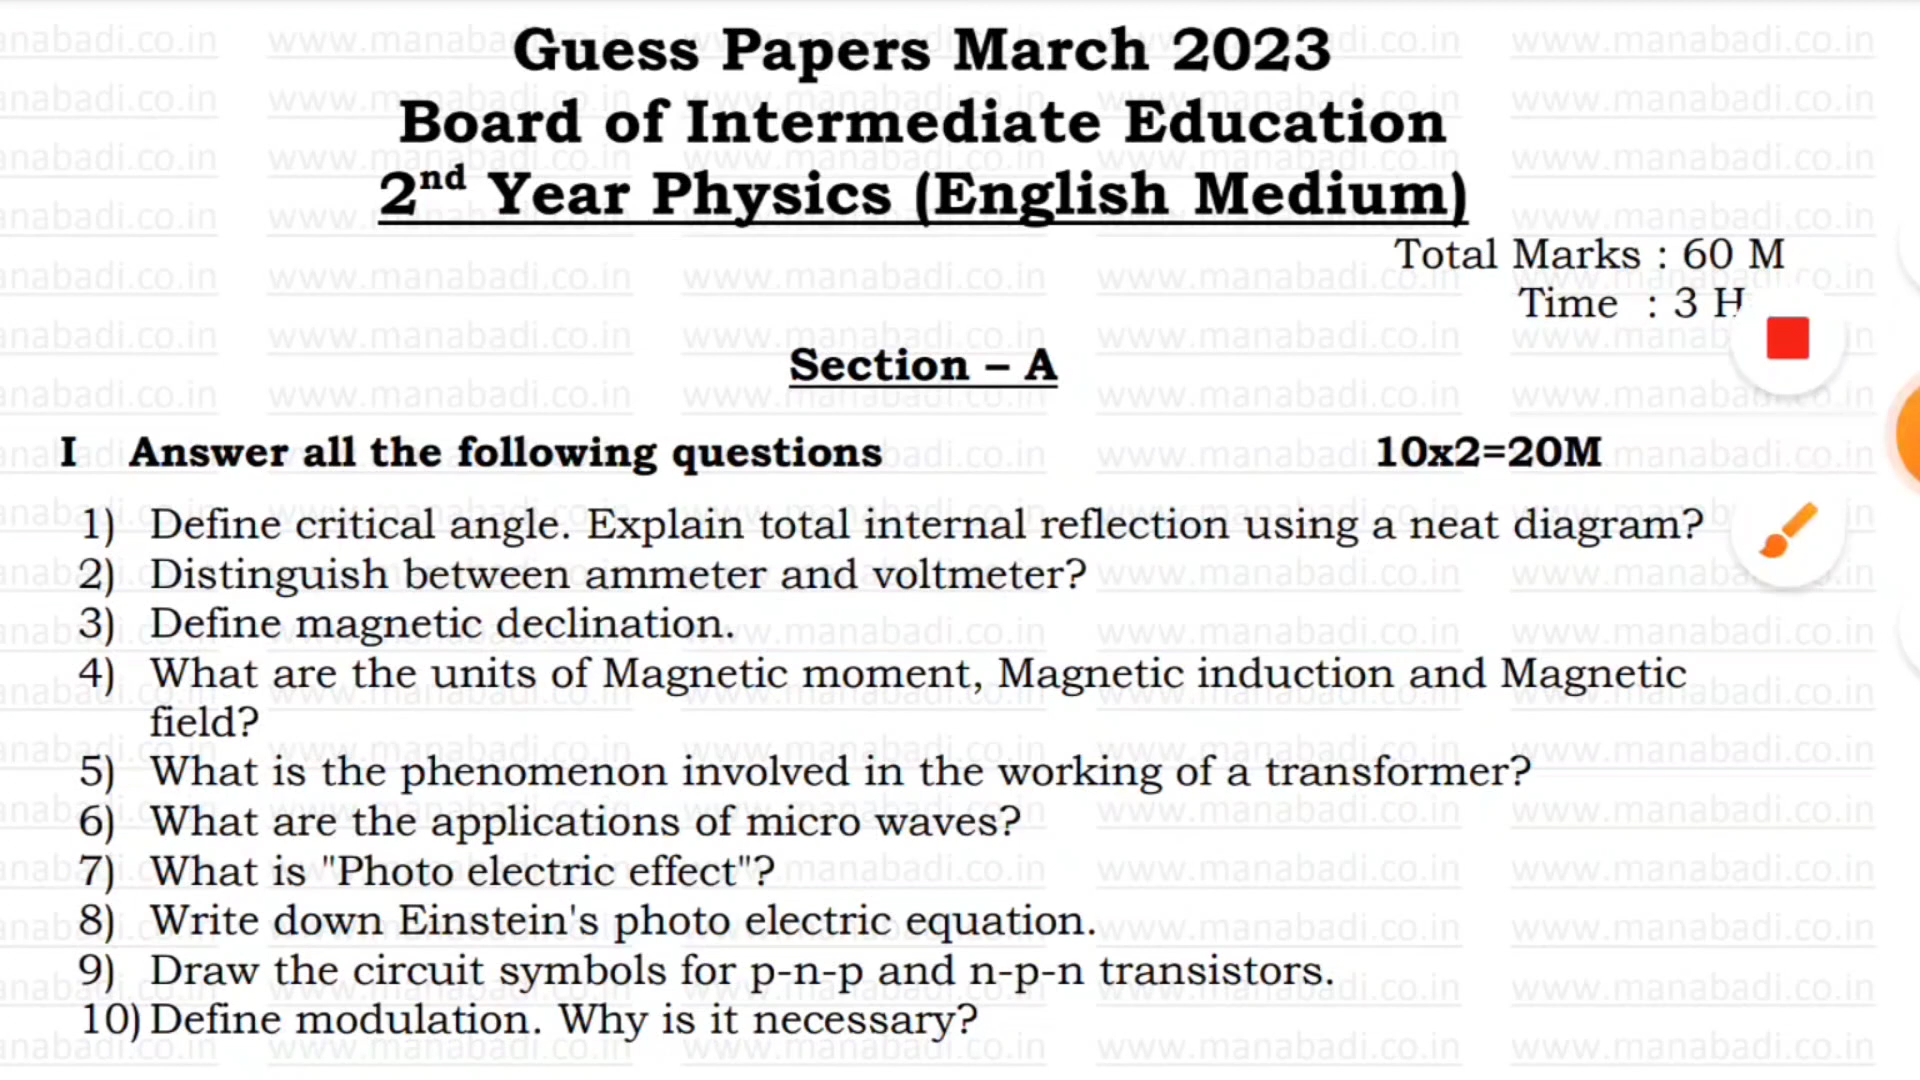 Guess Papers March 2023
Board of Intermediate Education
2nd Year Physics (English Medium)
Total Marks : 60 M
Time : 3 H
Section – A
I Answer all the following questions 10x2=20M
1) Define critical angle. Explain total internal reflection using a neat diagram?
2) Distinguish between ammeter and voltmeter?
3) Define magnetic declination.
4) What are the units of Magnetic moment, Magnetic induction and Magnetic
field?
5) What is the phenomenon involved in the working of a transformer?
6) What are the applications of micro waves?
7) What is "Photo electric effect"?
8) Write down Einstein's photo electric equation.
9) Draw the circuit symbols for p-n-p and n-p-n transistors.
10) Define modulation. Why is it necessary?
www.manabadi.co.in